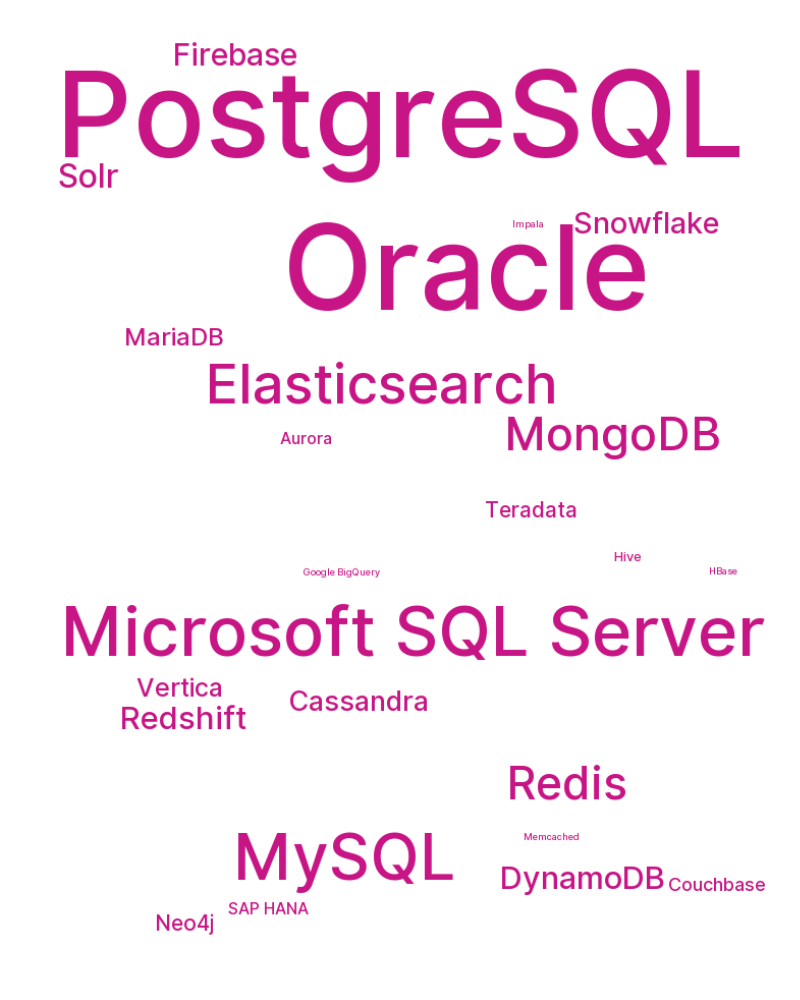 Firebase
PostgreSQL
Solr
Impala
Snowflake
Oracle
MariaDB
Elasticsearch
MongoDB
Aurora
Teradata
Hive
Google BigQuery
HBase
Microsoft SQL Server
Vertica
Cassandra
Redshift
Redis
Memcached
MySQL
DynamoDB
Couchbase
SAP HANA
Neo4j